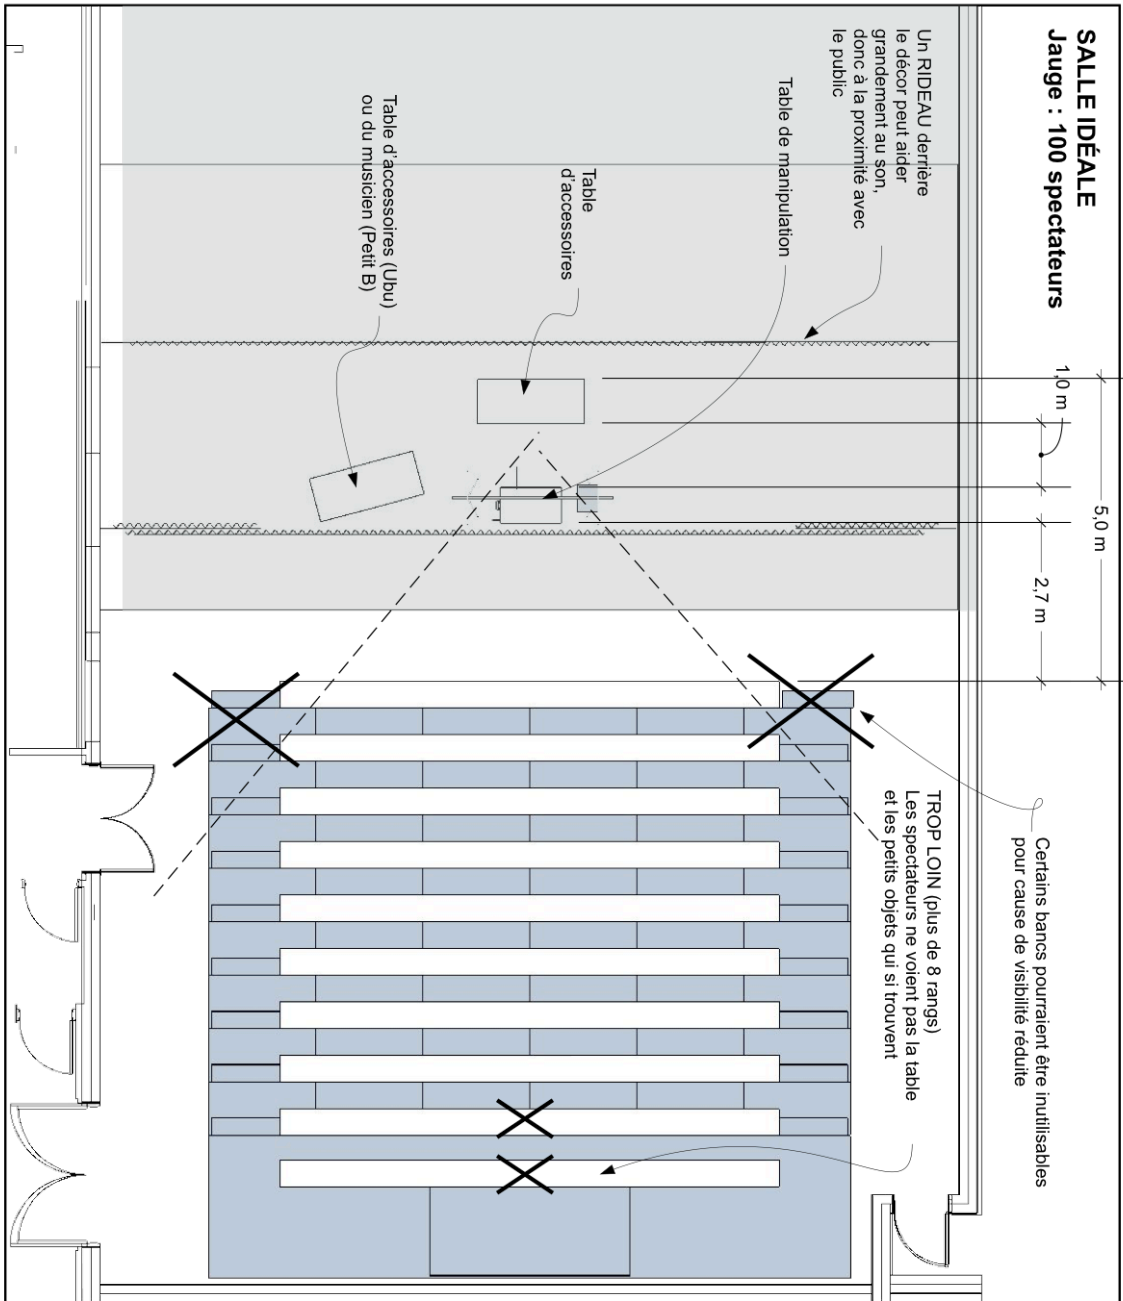 SALLE IDÉALE
Jauge : 100 spectateurs
Un RIDEAU derrière
le décor peut aider
grandement au son,
donc à la proximité avec
le public
Table de manipulation
Table
d'accessoires
Table d'accessoires (Ubu)
ou du musicien (Petit B)
1,0 m
5,0 m
2,7 m
Certains bancs pourraient être inutilisables
pour cause de visibilité réduite
TROP LOIN (plus de 8 rangs)
Les spectateurs ne voient pas la table
et les petits objets qui si trouvent